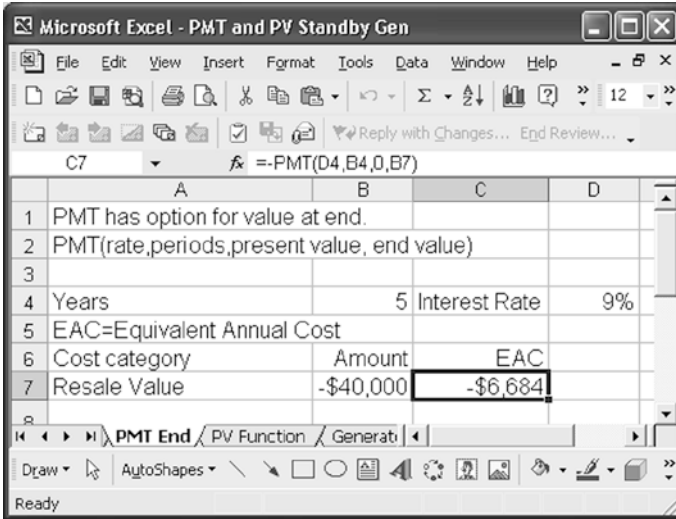 Microsoft Excel - PMT and PV Standby Gen
File Edit View Insert Format Tools Data Window Help
12
Reply with Changes... End Review...
C7 fx =-PMT(D4,B4,0,B7)
A B C D
1 PMT has option for value at end.
2 PMT(rate,periods,present value, end value)
3
4 Years 5 Interest Rate 9%
5 EAC=Equivalent Annual Cost
6 Cost category Amount EAC
7 Resale Value -$40,000 -$6,684
8
PMT End / PV Function / Generat
Draw AutoShapes
Ready